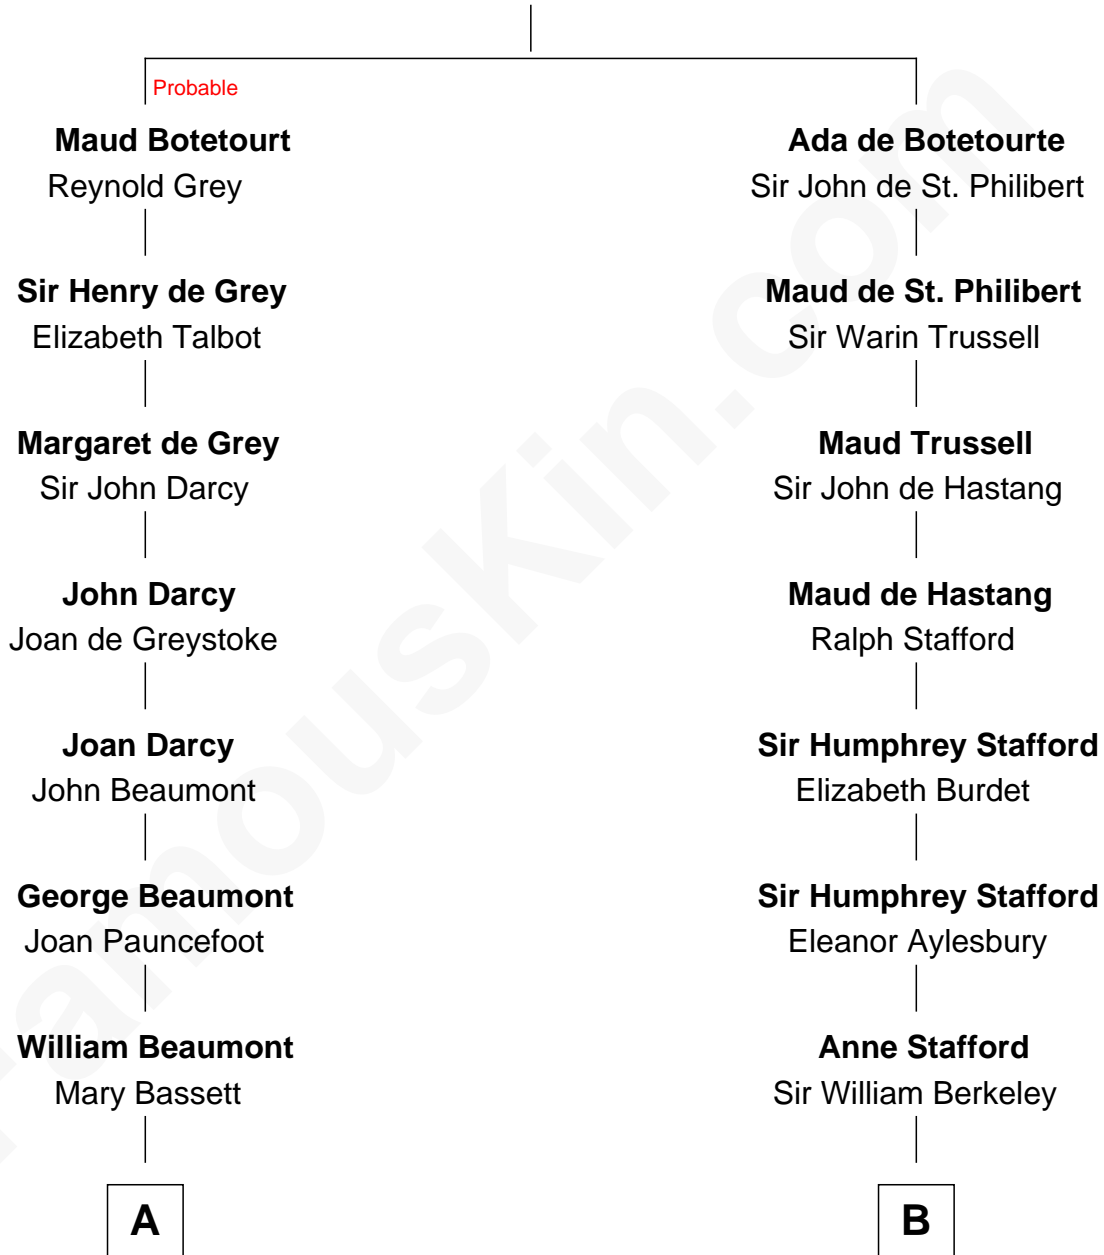 Probable
Maud Botetourt
Reynold Grey
Ada de Botetourte
Sir John de St. Philibert
Sir Henry de Grey
Elizabeth Talbot
Maud de St. Philibert
Sir Warin Trussell
Margaret de Grey
Sir John Darcy
Maud Trussell
Sir John de Hastang
John Darcy
Joan de Greystoke
Maud de Hastang
Ralph Stafford
Joan Darcy
John Beaumont
Sir Humphrey Stafford
Elizabeth Burdet
George Beaumont
Joan Pauncefoot
Sir Humphrey Stafford
Eleanor Aylesbury
William Beaumont
Mary Bassett
Anne Stafford
Sir William Berkeley
A
B
FamousKin.com